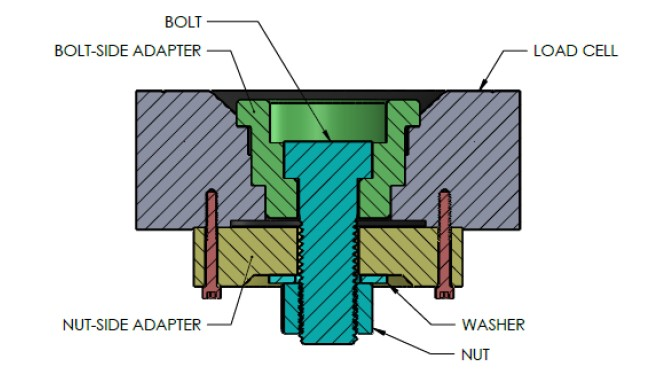 BOLT
BOLT-SIDE ADAPTER
LOAD CELL
NUT-SIDE ADAPTER
WASHER
NUT